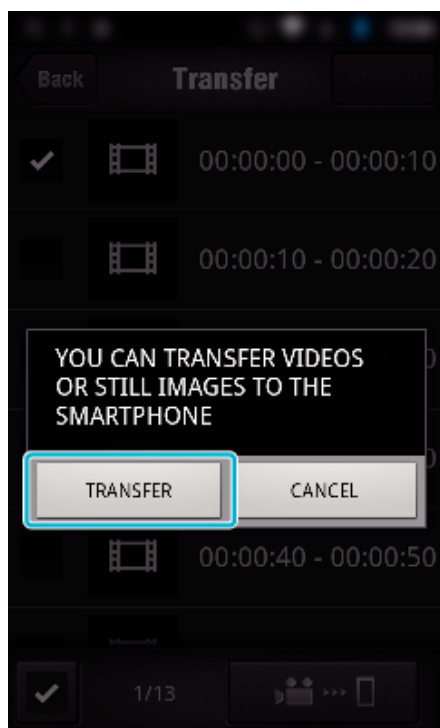 Back
Transfer
Manual
00:00:00 - 00:00:10
00:00:10 - 00:00:20
YOU CAN TRANSFER VIDEOS
OR STILL IMAGES TO THE
SMARTPHONE
TRANSFER
CANCEL
00:00:40 - 00:00:50
1/13